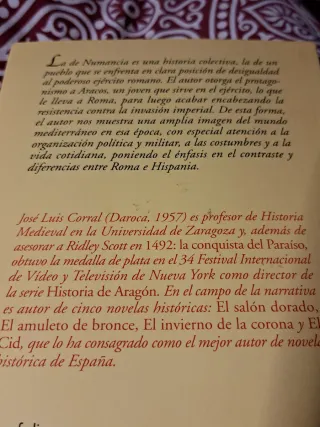 La de Numancia es una historia colectiva, la de un
pueblo que se enfrenta en clara posición de desigualdad
al poderoso ejército romano. El autor otorga el protago-
nismo a Aracos, un joven que sirve en el ejército, lo que
le lleva a Roma, para luego acabar encabezando la
resistencia contra la invasión imperial. De esta forma,
el autor nos muestra una amplia imagen del mundo
mediterráneo en esa época, con especial atención a la
organización política y militar, a las costumbres y a la
vida cotidiana, poniendo el énfasis en el contraste y
diferencias entre Roma e Hispania.
José Luis Corral (Daroca, 1957) es profesor de Historia
Medieval en la Universidad de Zaragoza y, además de
asesorar a Ridley Scott en 1492: la conquista del Paraíso,
obtuvo la medalla de plata en el 34 Festival Internacional
de Vídeo y Televisión de Nueva York como director de
la serie Historia de Aragón. En el campo de la narrativa
es autor de cinco novelas históricas: El salón dorado,
El amuleto de bronce, El invierno de la corona y El
Cid, que lo ha consagrado como el mejor autor de novela
histórica de España.